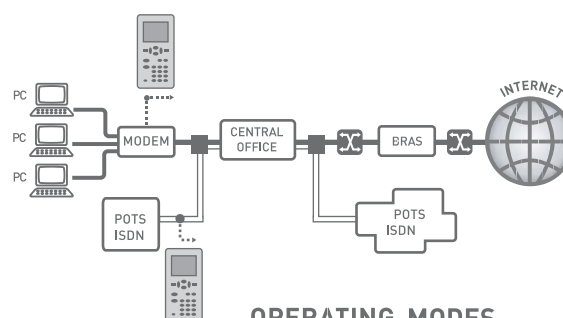 INTERNET
PC
PC
PC
MODEM
CENTRAL
OFFICE
BRAS
POTS
ISDN
POTS
ISDN
OPERATING MODES